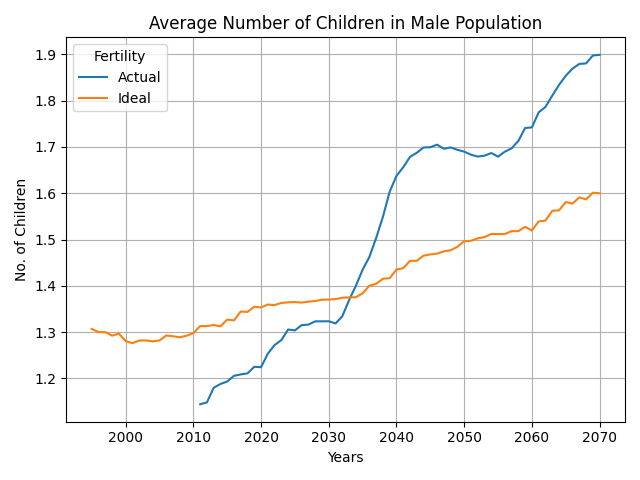 Average Number of Children in Male Population
Fertility
Actual
Ideal
No. of Children
1.9
1.8
1.7
1.6
1.5
1.4
1.3
1.2
2000 2010 2020 2030 2040 2050 2060 2070
Years